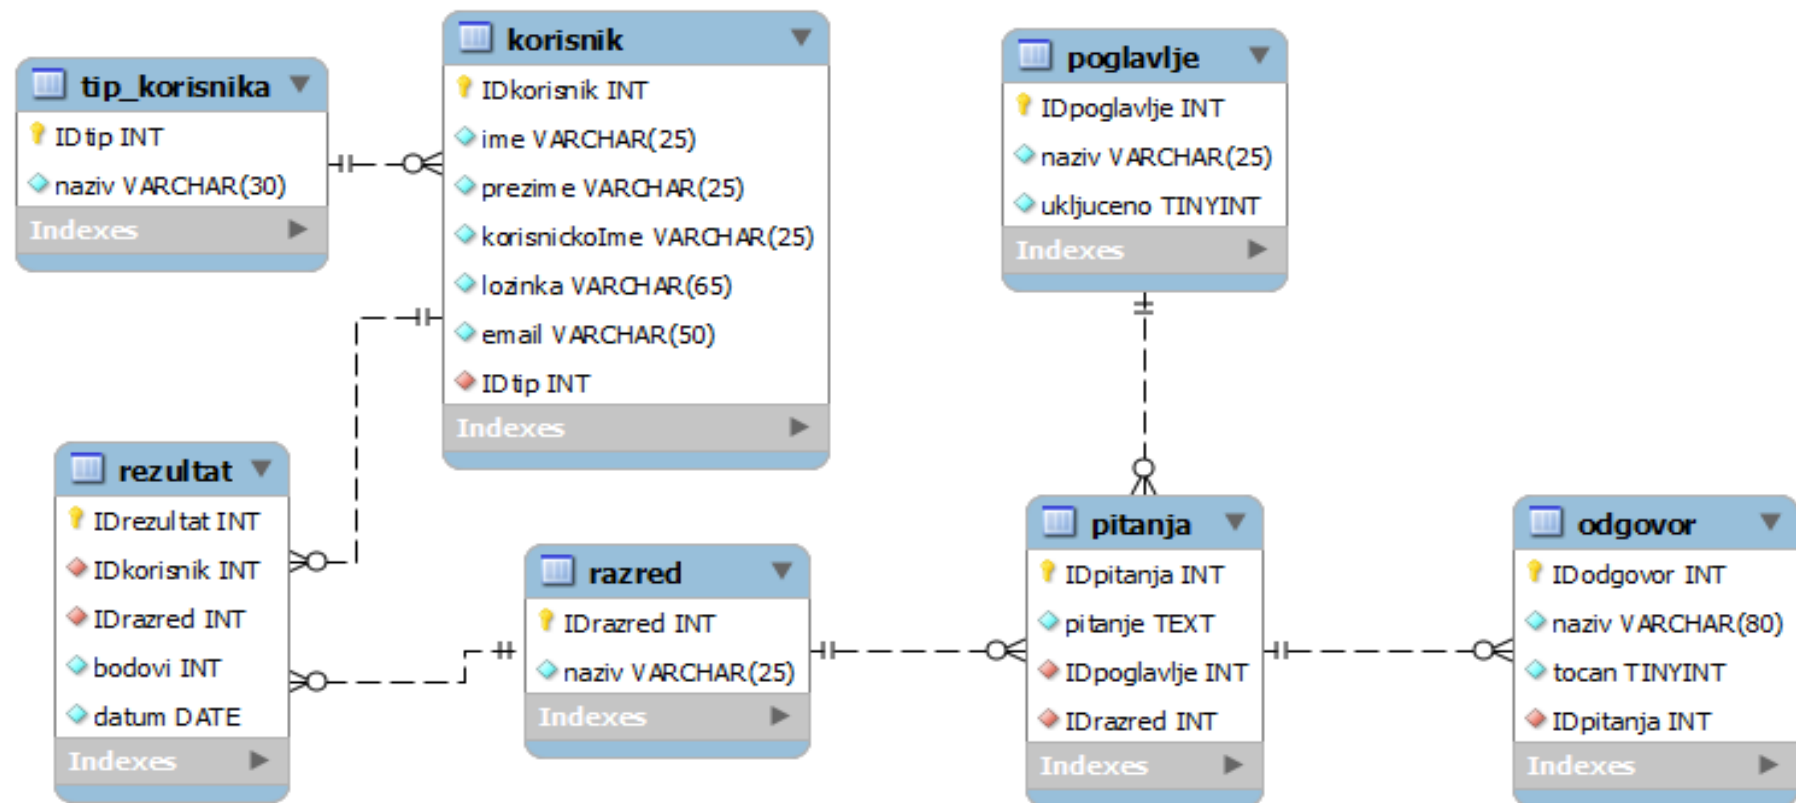 tip_korisnika
IDtip INT
naziv VARCHAR(30)
Indexes
korisnik
IDkorisnik INT
ime VARCHAR(25)
prezime VARCHAR(25)
korisnickoIme VARCHAR(25)
lozinka VARCHAR(65)
email VARCHAR(50)
IDtip INT
Indexes
poglavlje
IDpoglavlje INT
naziv VARCHAR(25)
ukljuceno TINYINT
Indexes
rezultat
IDrezultat INT
IDkorisnik INT
IDrazred INT
bodovi INT
datum DATE
Indexes
razred
IDrazred INT
naziv VARCHAR(25)
Indexes
pitanja
IDpitanja INT
pitanje TEXT
IDpoglavlje INT
IDrazred INT
Indexes
odgovor
IDodgovor INT
naziv VARCHAR(80)
tocan TINYINT
IDpitanja INT
Indexes